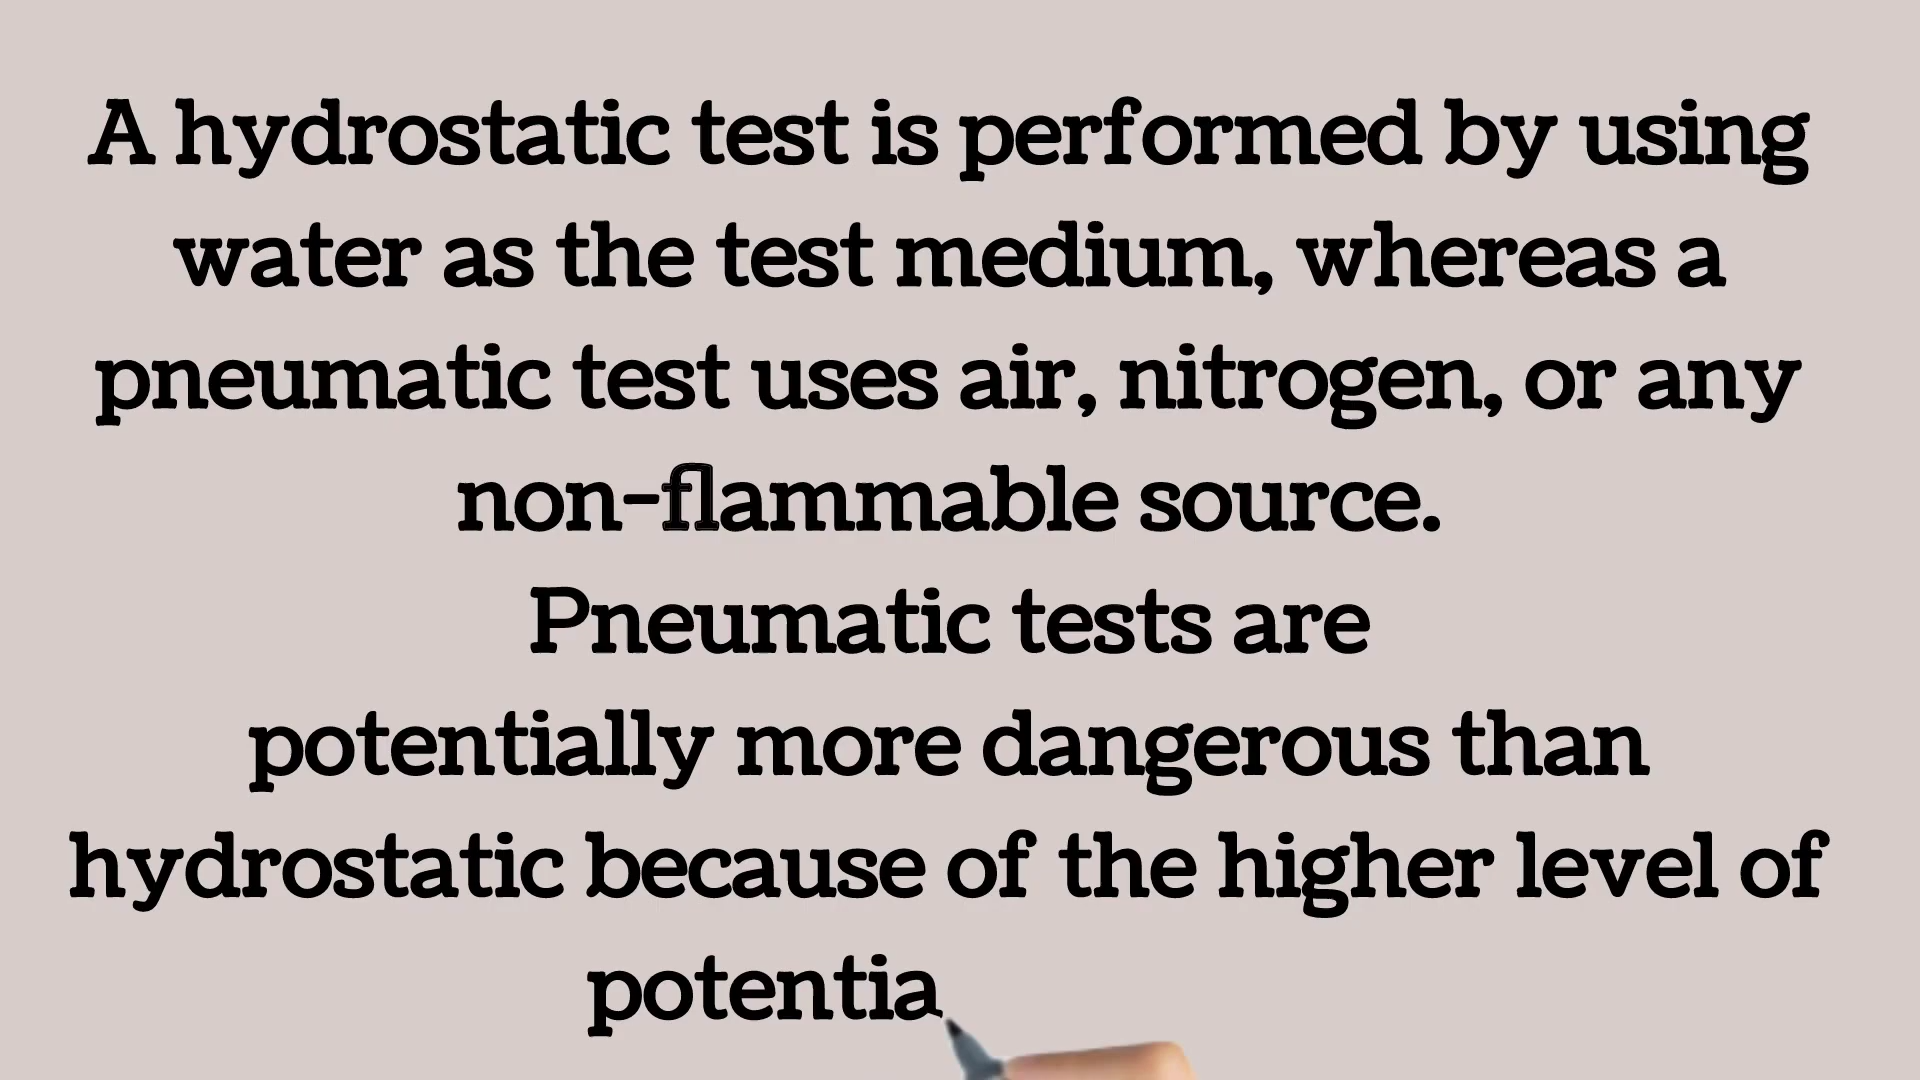 A hydrostatic test is performed by using
water as the test medium, whereas a
pneumatic test uses air, nitrogen, or any
non-flammable source.
Pneumatic tests are
potentially more dangerous than
hydrostatic because of the higher level of
potentia